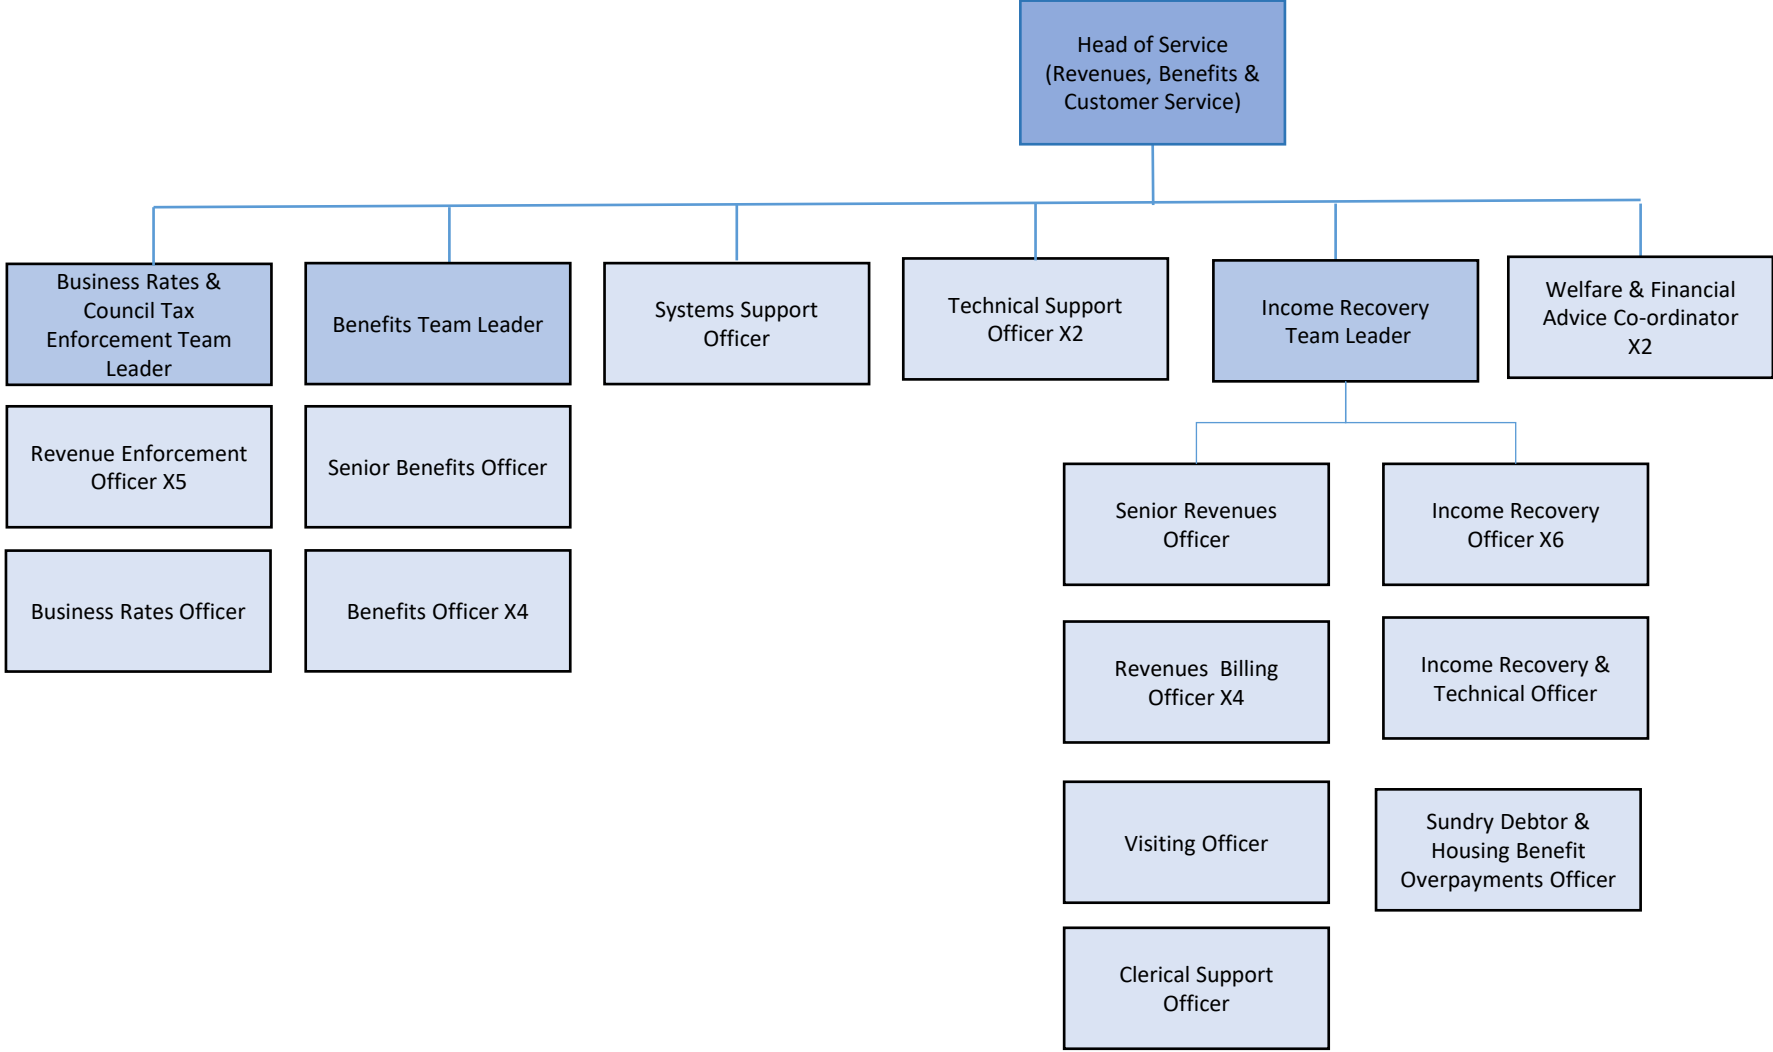 Head of Service
(Revenues, Benefits &
Customer Service)
Business Rates &
Council Tax
Enforcement Team
Leader
Benefits Team Leader
Systems Support
Officer
Technical Support
Officer X2
Income Recovery
Team Leader
Welfare & Financial
Advice Co-ordinator
X2
Revenue Enforcement
Officer X5
Senior Benefits Officer
Business Rates Officer
Benefits Officer X4
Senior Revenues
Officer
Income Recovery
Officer X6
Revenues  Billing
Officer X4
Income Recovery &
Technical Officer
Visiting Officer
Sundry Debtor &
Housing Benefit
Overpayments Officer
Clerical Support
Officer